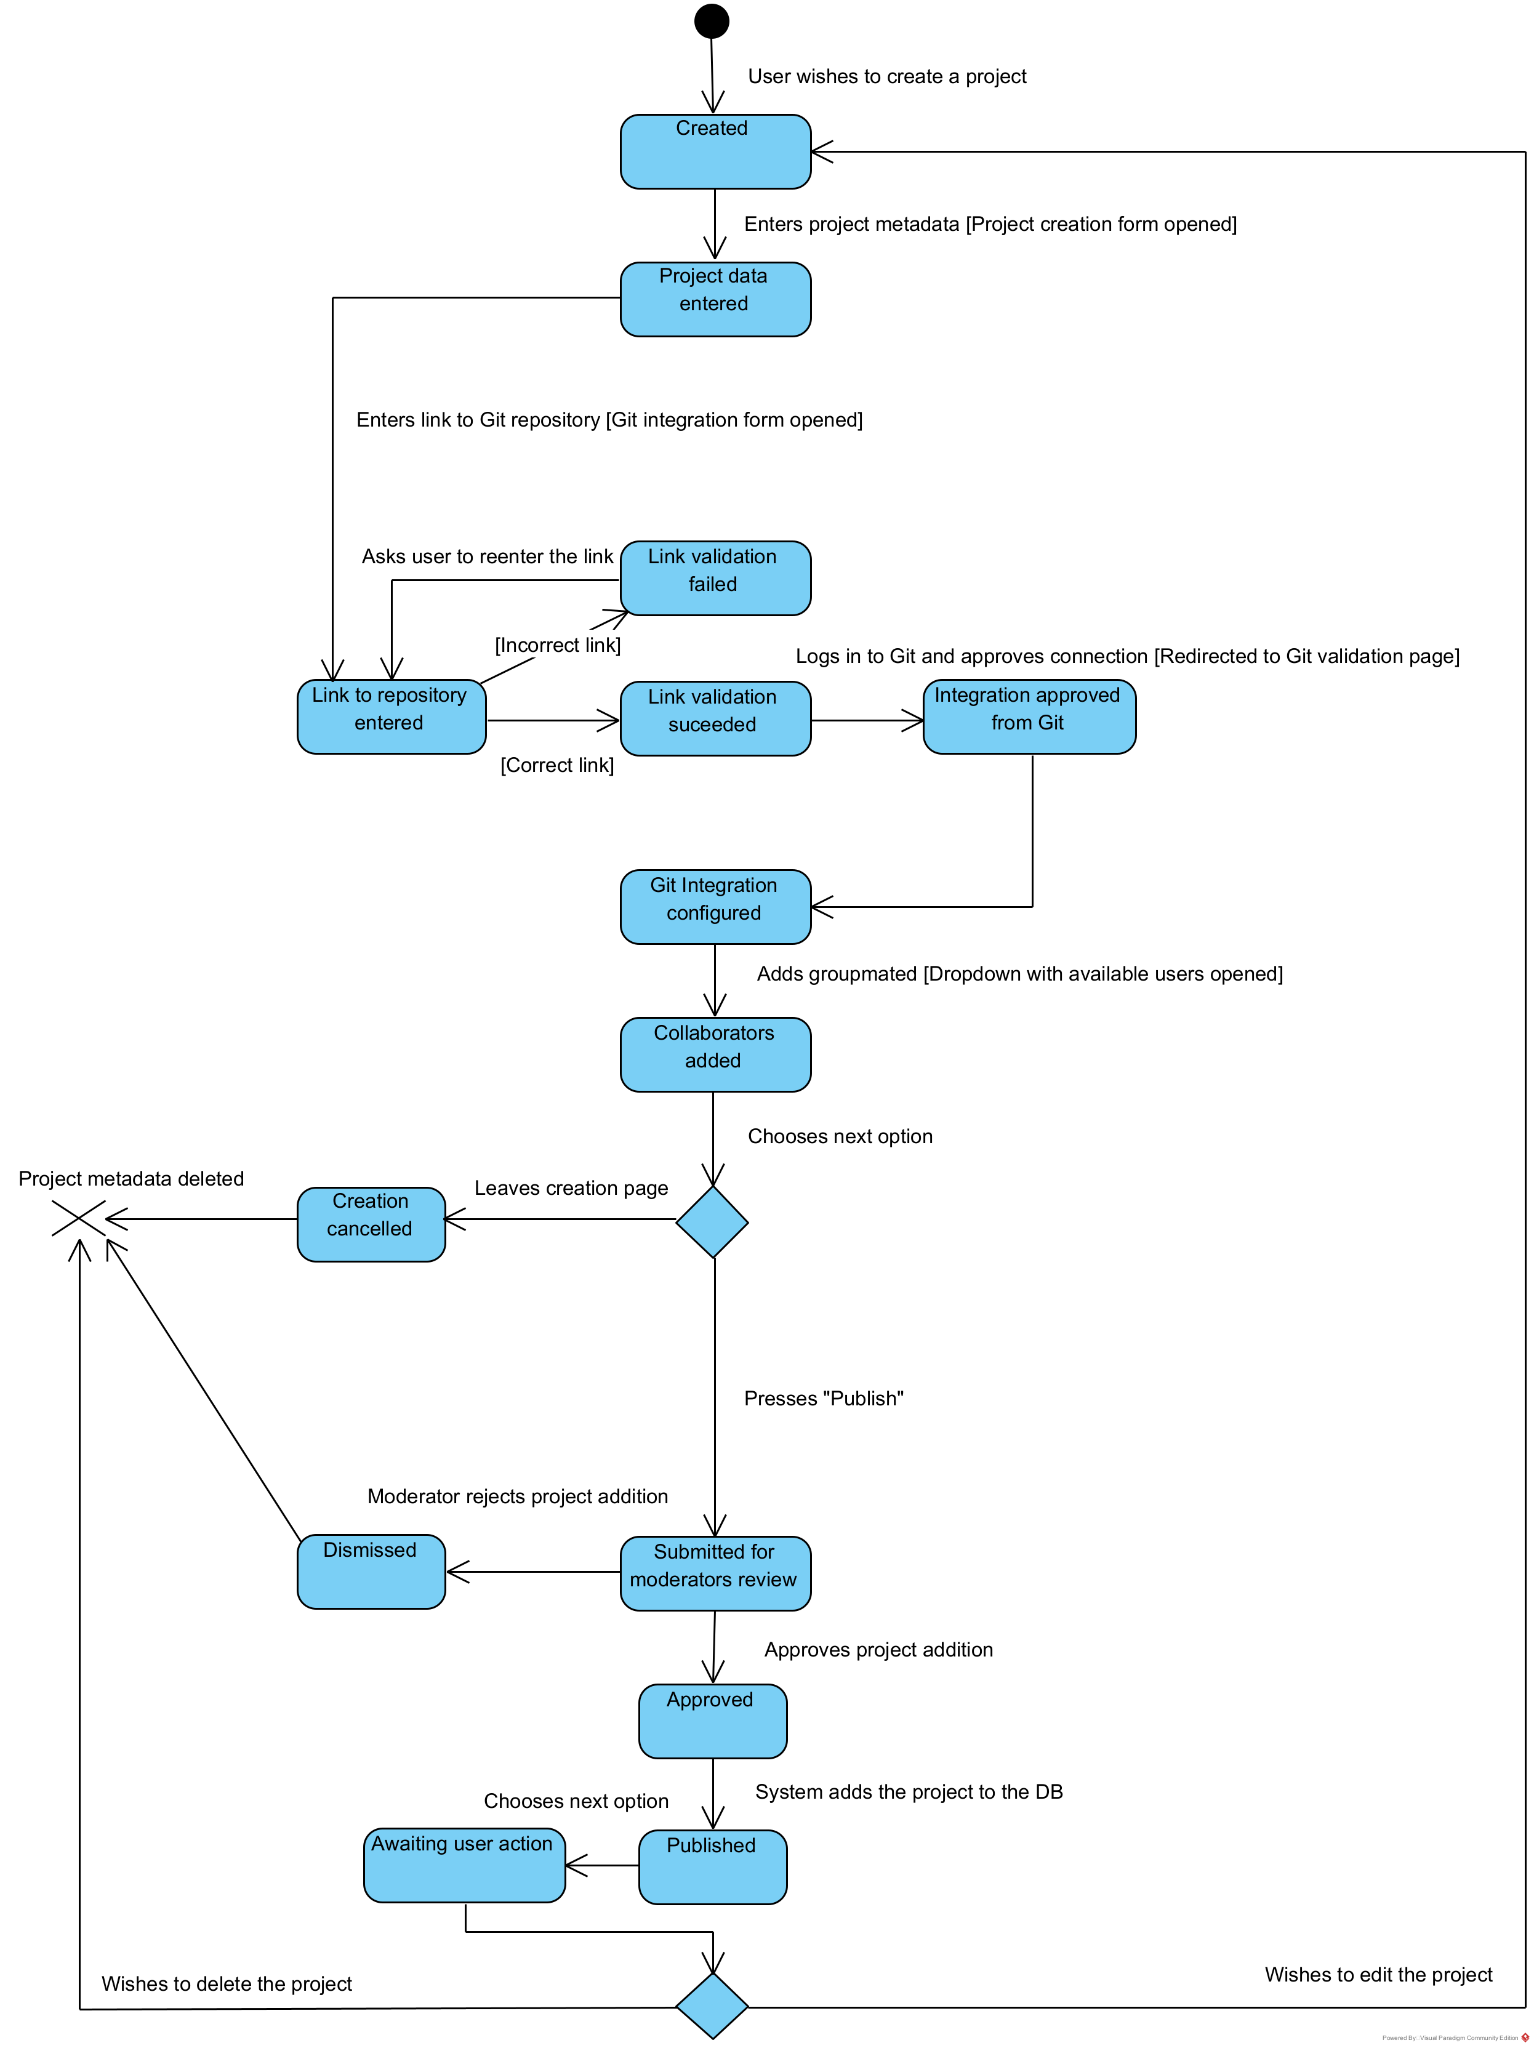 User wishes to create a project
Created
Enters project metadata [Project creation form opened]
Project data
entered
Enters link to Git repository [Git integration form opened]
Asks user to reenter the link
Link validation
failed
[Incorrect link]
Logs in to Git and approves connection [Redirected to Git validation page]
Link to repository
entered
Link validation
suceeded
Integration approved
from Git
[Correct link]
Git Integration
configured
Adds groupmated [Dropdown with available users opened]
Collaborators
added
Chooses next option
Project metadata deleted
Creation
cancelled
Leaves creation page
Presses "Publish"
Moderator rejects project addition
Dismissed
Submitted for
moderators review
Approves project addition
Approved
System adds the project to the DB
Chooses next option
Awaiting user action
Published
Wishes to delete the project
Wishes to edit the project
Powered By: Visual Paradigm Community Edition